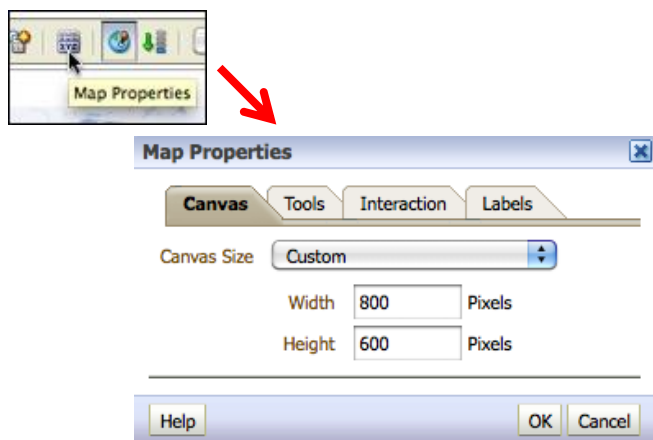 Map Properties
Map Properties
Canvas Tools Interaction Labels
Canvas Size Custom
Width 800 Pixels
Height 600 Pixels
Help OK Cancel